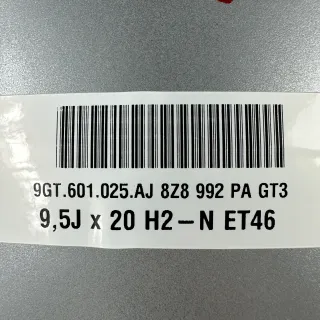 9GT.601.025.AJ 8Z8 992 PA GT3
9,5J x 20 H2-N ET46